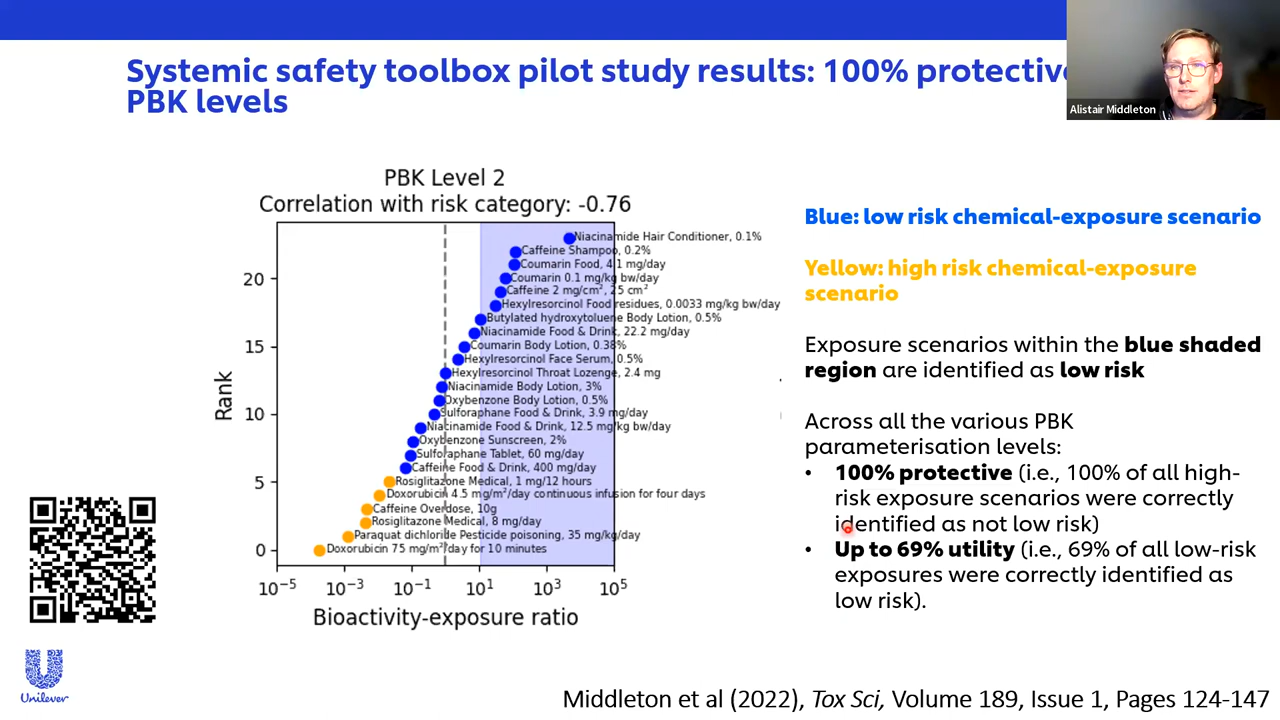 Systemic safety toolbox pilot study results: 100% protective
PBK levels
Alistair Middleton
PBK Level 2
Correlation with risk category: -0.76
Niacinamide Hair Conditioner, 0.1%
Caffeine Shampoo, 0.2%
Coumarin Food, 4.1 mg/day
Coumarin 0.1 mg/kg bw/day
Caffeine 2 mg/cm², 25 cm²
Hexylresorcinol Food residues, 0.0033 mg/kg bw/day
Butylated hydroxytoluene Body Lotion, 0.5%
Niacinamide Food & Drink, 22.2 mg/day
Coumarin Body Lotion, 0.38%
Hexylresorcinol Face Serum, 0.5%
Hexylresorcinol Throat Lozenge, 2.4 mg
Niacinamide Body Lotion, 3%
Oxybenzone Body Lotion, 0.5%
Sulforaphane Food & Drink, 3.9 mg/day
Niacinamide Food & Drink, 12.5 mg/kg bw/day
Oxybenzone Sunscreen, 2%
Sulforaphane Tablet, 60 mg/day
Caffeine Food & Drink, 400 mg/day
Rosiglitazone Medical, 1 mg/12 hours
Doxorubicin 4.5 mg/m²/day continuous infusion for four days
Caffeine Overdose, 10g
Rosiglitazone Medical, 8 mg/day
Paraquat dichloride Pesticide poisoning, 35 mg/kg/day
Doxorubicin 75 mg/m²/day for 10 minutes
Rank
20
15
10
5
0
10⁻⁵ 10⁻³ 10⁻¹ 10¹ 10³ 10⁵
Bioactivity-exposure ratio
Blue: low risk chemical-exposure scenario
Yellow: high risk chemical-exposure
scenario
Exposure scenarios within the blue shaded
region are identified as low risk
Across all the various PBK
parameterisation levels:
• 100% protective (i.e., 100% of all high-
risk exposure scenarios were correctly
identified as not low risk)
• Up to 69% utility (i.e., 69% of all low-risk
exposures were correctly identified as
low risk).
Unilever
Middleton et al (2022), Tox Sci, Volume 189, Issue 1, Pages 124-147